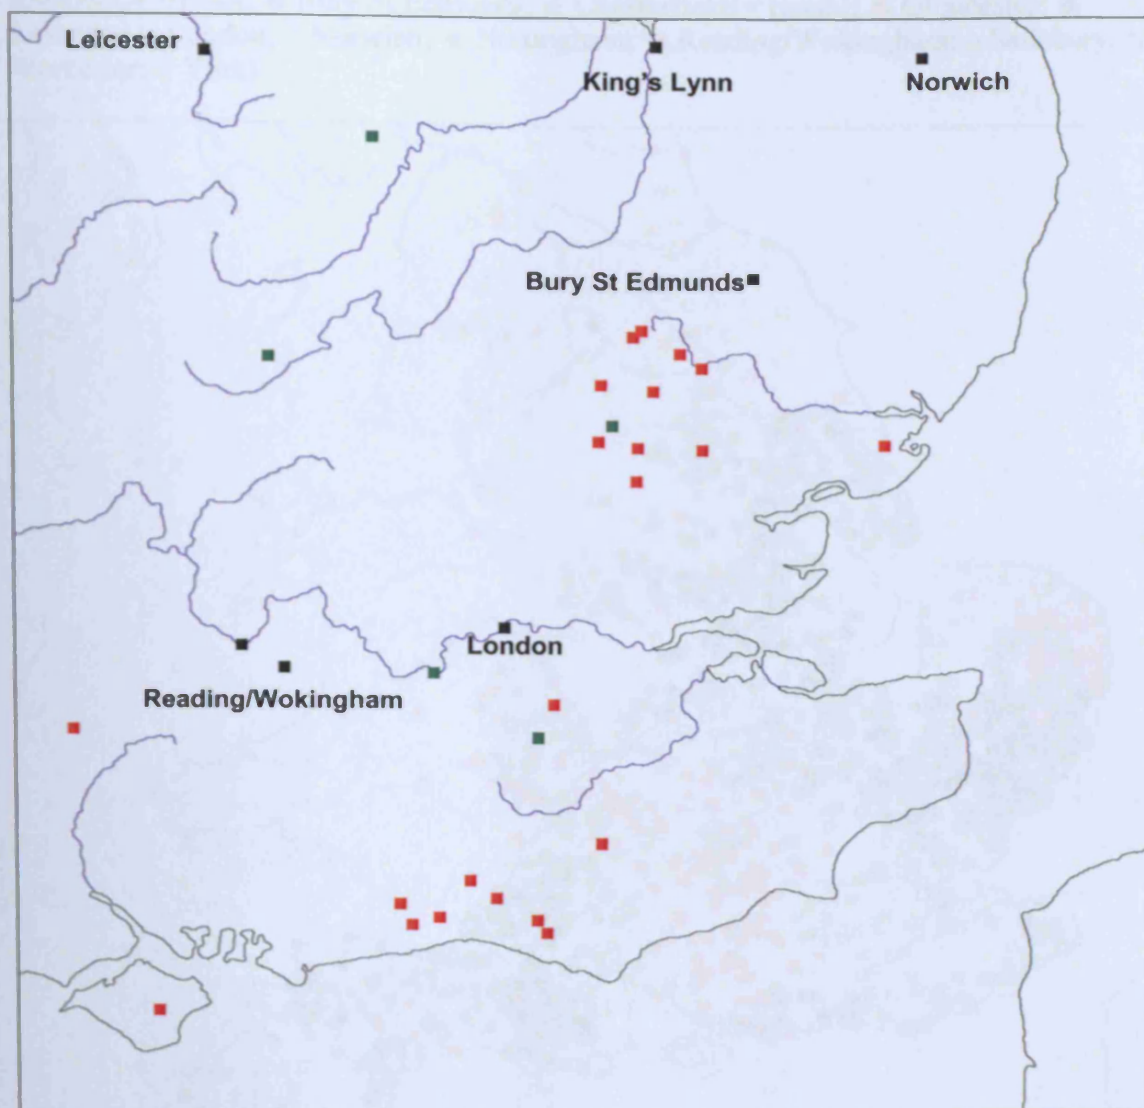 Leicester
King's Lynn
Norwich
Bury St Edmunds
London
Reading/Wokingham